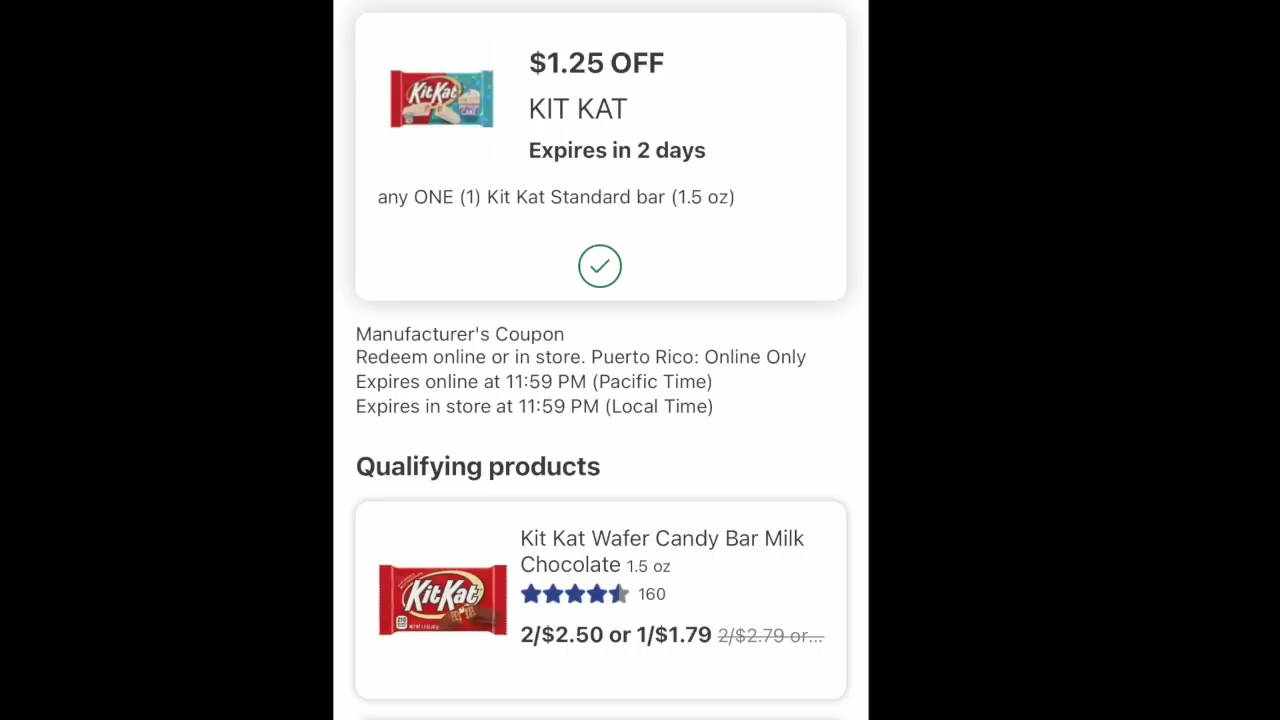 $1.25 OFF
KIT KAT
Expires in 2 days
any ONE (1) Kit Kat Standard bar (1.5 oz)
Manufacturer's Coupon
Redeem online or in store. Puerto Rico: Online Only
Expires online at 11:59 PM (Pacific Time)
Expires in store at 11:59 PM (Local Time)
Qualifying products
Kit Kat Wafer Candy Bar Milk
Chocolate 1.5 oz
160
2/$2.50 or 1/$1.79 2/$2.79 or...
KitKat
KitKat